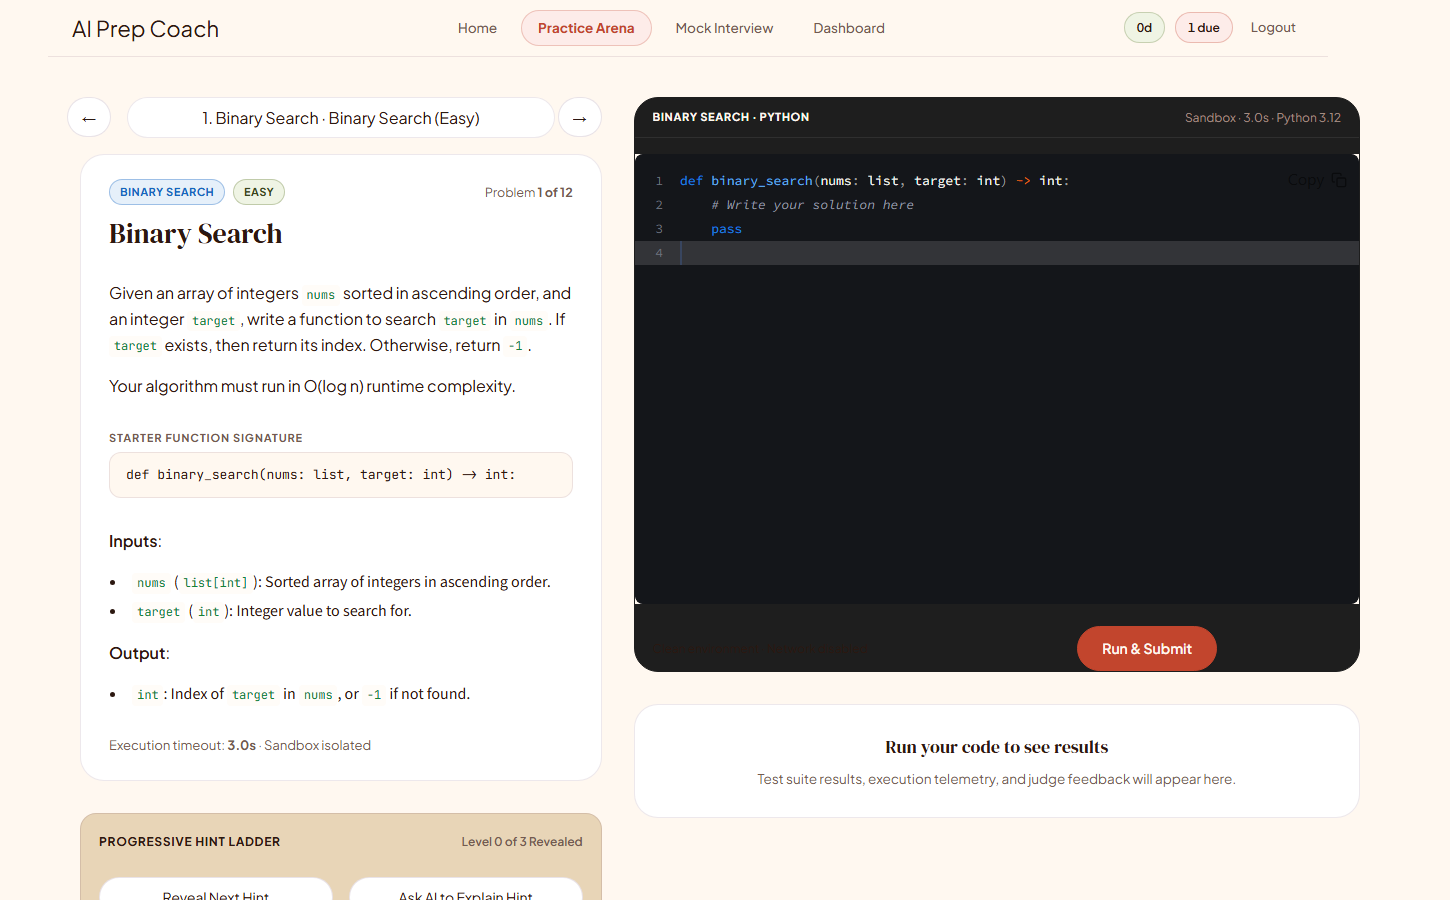 AI Prep Coach
Home
Practice Arena
Mock Interview
Dashboard
0d
1 due
Logout
←
1. Binary Search · Binary Search (Easy)
→
BINARY SEARCH
EASY
Problem 1 of 12
Binary Search
Given an array of integers nums sorted in ascending order, and
an integer target , write a function to search target in nums . If
target exists, then return its index. Otherwise, return -1 .
Your algorithm must run in O(log n) runtime complexity.
STARTER FUNCTION SIGNATURE
def binary_search(nums: list, target: int) -> int:
Inputs:
• nums ( list[int] ): Sorted array of integers in ascending order.
• target ( int ): Integer value to search for.
Output:
• int : Index of target in nums , or -1 if not found.
Execution timeout: 3.0s · Sandbox isolated
PROGRESSIVE HINT LADDER
Level 0 of 3 Revealed
Reveal Next Hint
Ask AI to Explain Hint
BINARY SEARCH · PYTHON
Sandbox · 3.0s · Python 3.12
Copy
1 def binary_search(nums: list, target: int) -> int:
2 # Write your solution here
3 pass
4
Run & Submit
Run your code to see results
Test suite results, execution telemetry, and judge feedback will appear here.